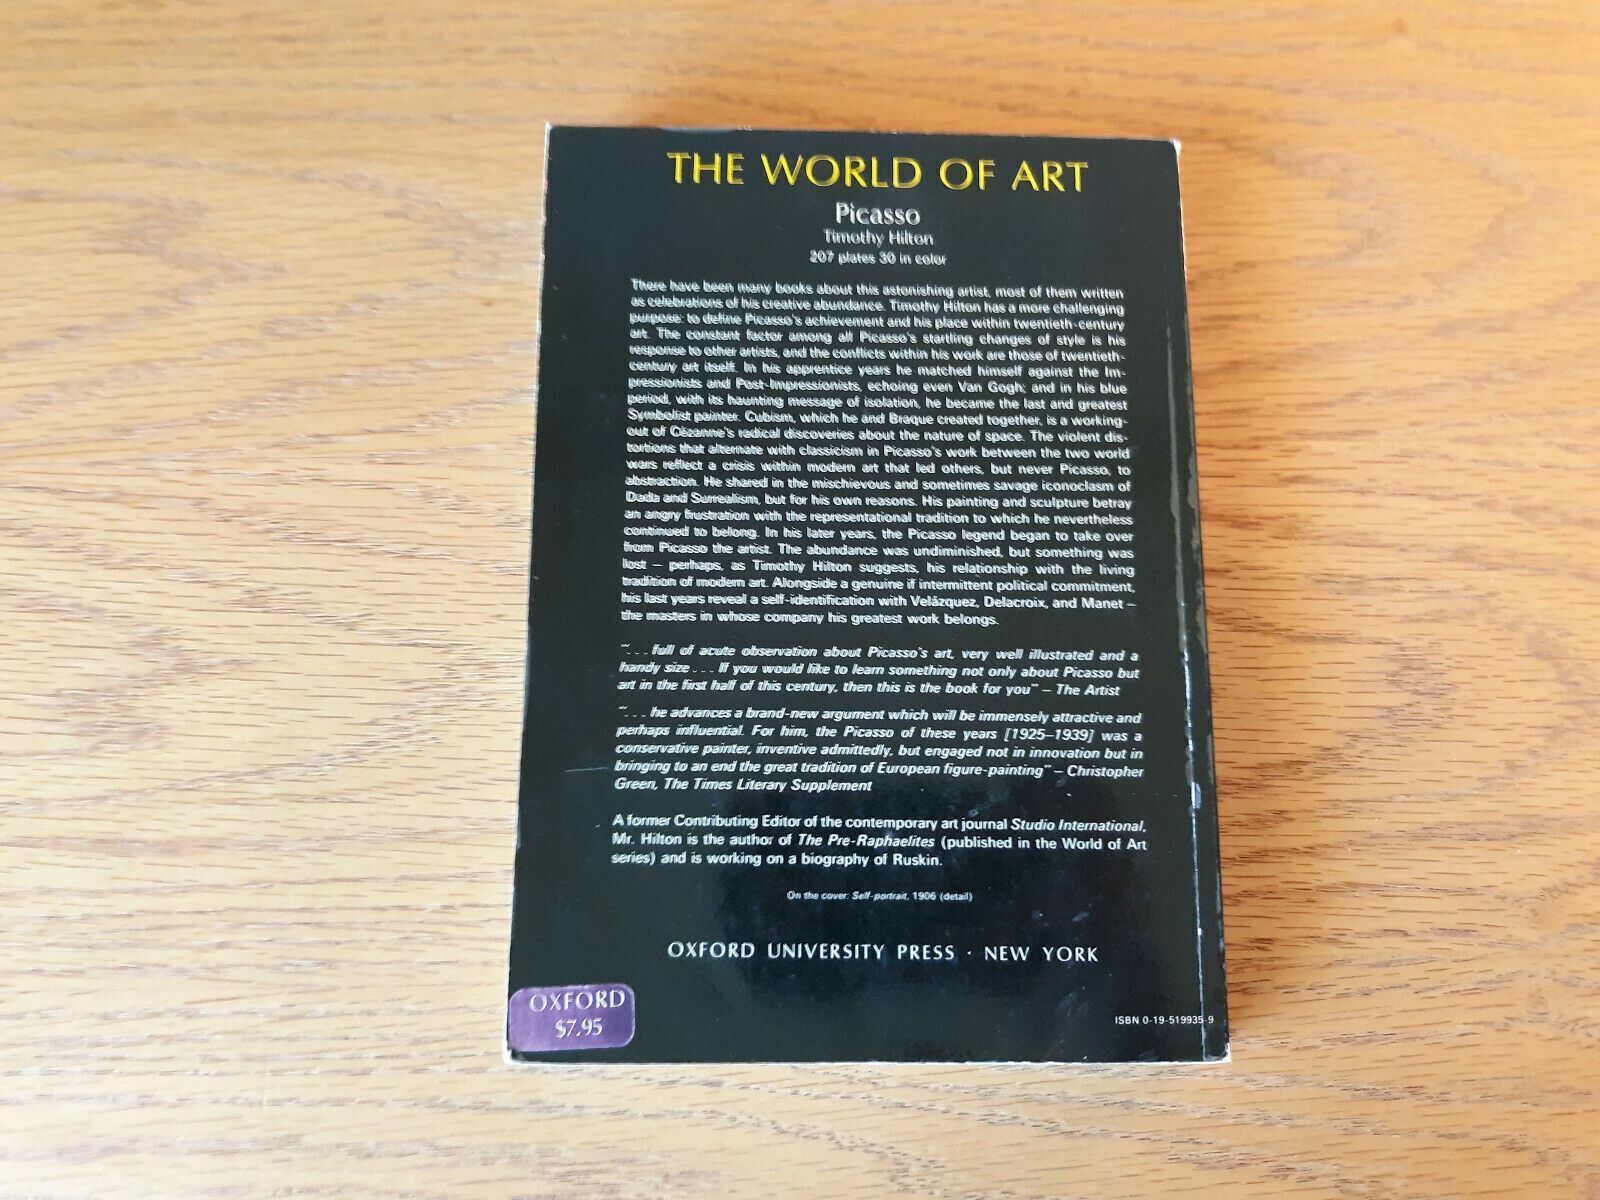 THE WORLD OF ART
Picasso
Timothy Hilton
207 plates 30 in color
There have been many books about this astonishing artist, most of them written
as celebrations of his creative abundance. Timothy Hilton has a more challenging
purpose: to define Picasso's achievement and his place within twentieth-century
art. The constant factor among all Picasso's startling changes of style is his
response to other artists, and the conflicts within his work are those of twentieth-
century art itself. In his apprentice years he matched himself against the Im-
pressionists and Post-Impressionists, echoing even Van Gogh; and in his blue
period, with its haunting message of isolation, he became the last and greatest
Symbolist painter. Cubism, which he and Braque created together, is a working-
out of Cézanne's radical discoveries about the nature of space. The violent dis-
tortions that alternate with classicism in Picasso's work between the two world
wars reflect a crisis within modern art that led others, but never Picasso, to
abstraction. He shared in the mischievous and sometimes savage iconoclasm of
Dada and Surrealism, but for his own reasons. His painting and sculpture betray
an angry frustration with the representational tradition to which he nevertheless
continued to belong. In his later years, the Picasso legend began to take over
from Picasso the artist. The abundance was undiminished, but something was
lost – perhaps, as Timothy Hilton suggests, his relationship with the living
tradition of modern art. Alongside a genuine if intermittent political commitment,
his last years reveal a self-identification with Velázquez, Delacroix, and Manet –
the masters in whose company his greatest work belongs.
"... full of acute observation about Picasso's art, very well illustrated and a
handy size ... If you would like to learn something not only about Picasso but
art in the first half of this century, then this is the book for you" – The Artist
"... he advances a brand-new argument which will be immensely attractive and
perhaps influential. For him, the Picasso of these years [1925–1939] was a
conservative painter, inventive admittedly, but engaged not in innovation but in
bringing to an end the great tradition of European figure-painting" – Christopher
Green, The Times Literary Supplement
A former Contributing Editor of the contemporary art journal Studio International,
Mr. Hilton is the author of The Pre-Raphaelites (published in the World of Art
series) and is working on a biography of Ruskin.
On the cover: Self-portrait, 1906 (detail)
OXFORD UNIVERSITY PRESS · NEW YORK
OXFORD
$7.95
ISBN 0-19-519935-9